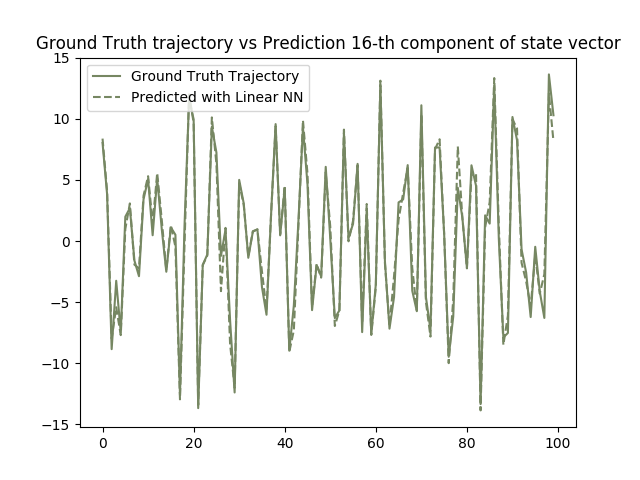 Ground Truth trajectory vs Prediction 16-th component of state vector
Ground Truth Trajectory
Predicted with Linear NN
15
10
5
0
−5
−10
−15
0 20 40 60 80 100